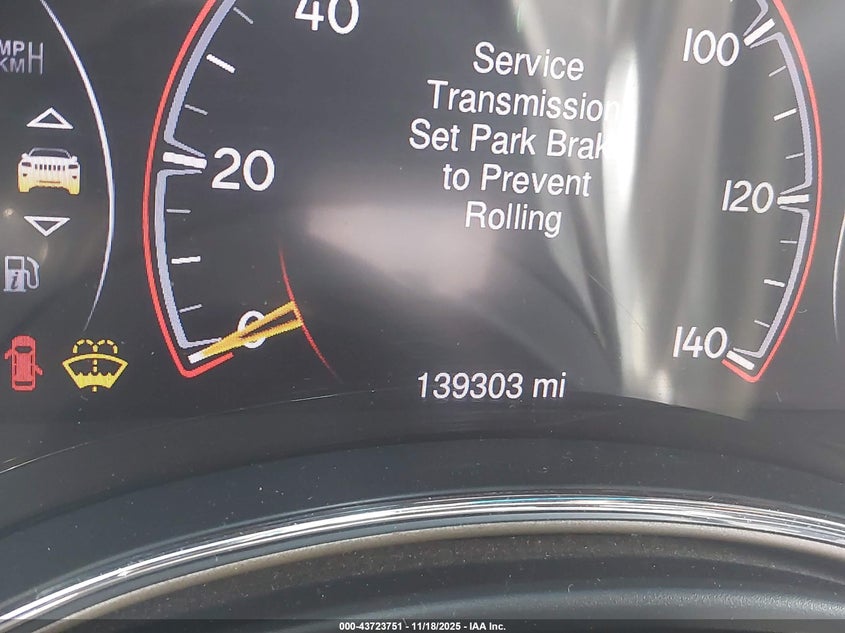 MPH
KM
40
100
Service
Transmission
Set Park Brak
to Prevent
Rolling
20
120
i
0
140
139303 mi
000-43723751 - 11/18/2025 - IAA Inc.